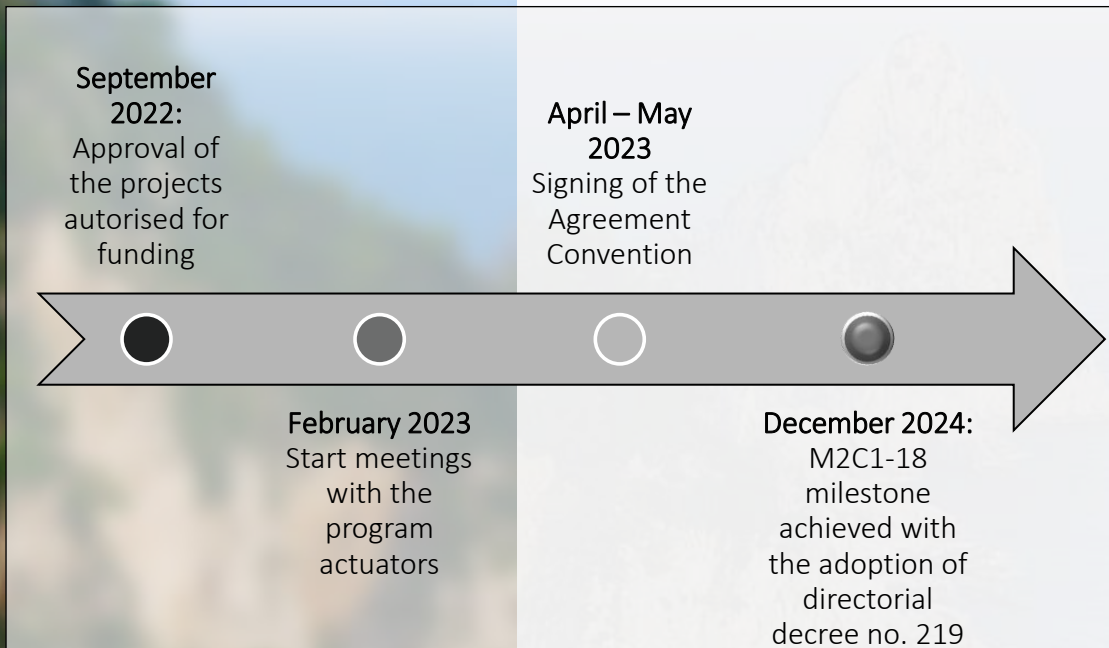 September
2022:
Approval of
the projects
autorised for
funding
February 2023
Start meetings
with the
program
actuators
April – May
2023
Signing of the
Agreement
Convention
December 2024:
M2C1-18
milestone
achieved with
the adoption of
directorial
decree no. 219